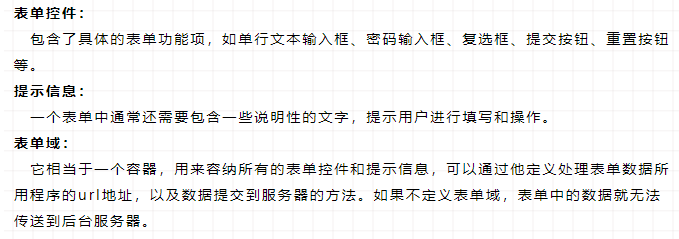 表单控件：
包含了具体的表单功能项，如单行文本输入框、密码输入框、复选框、提交按钮、重置按钮
等。
提示信息：
一个表单中通常还需要包含一些说明性的文字，提示用户进行填写和操作。
表单域：
它相当于一个容器，用来容纳所有的表单控件和提示信息，可以通过他定义处理表单数据所
用程序的url地址，以及数据提交到服务器的方法。如果不定义表单域，表单中的数据就无法
传送到后台服务器。